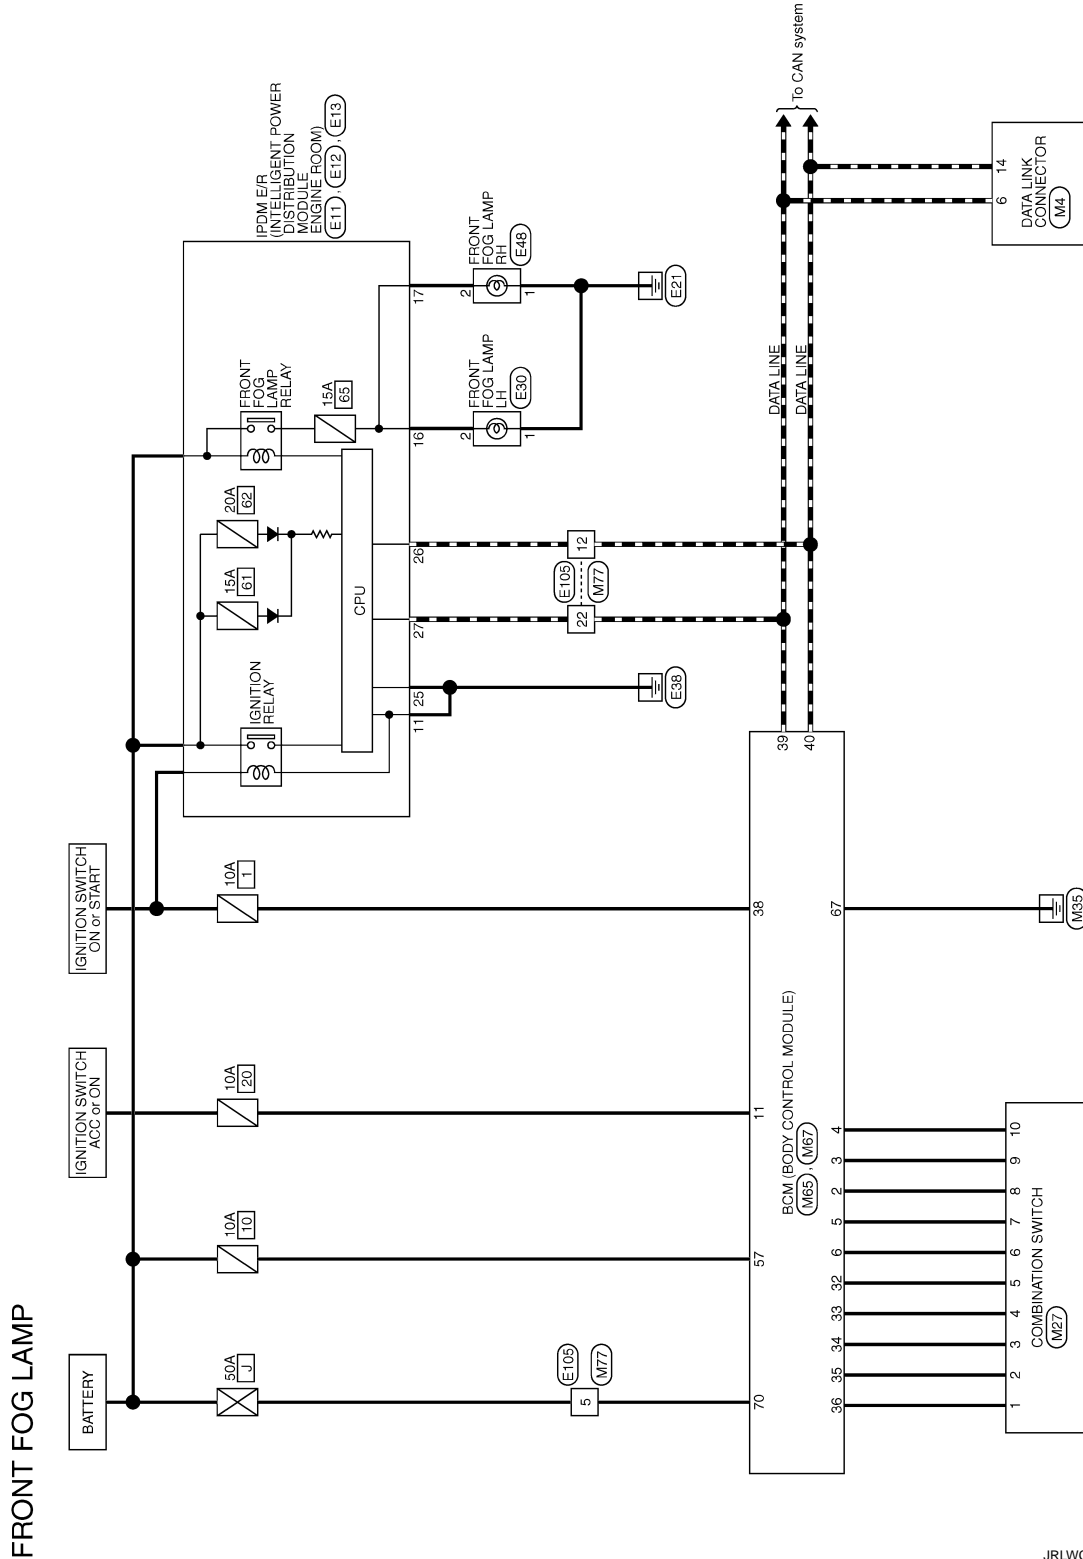 FRONT FOG LAMP
BATTERY
50A
J
E105
M77
5
70
10A
10
57
IGNITION SWITCH
ACC or ON
10A
20
11
IGNITION SWITCH
ON or START
10A
1
38
IPDM E/R
(INTELLIGENT POWER
DISTRIBUTION
MODULE
ENGINE ROOM)
E11 , E12 , E13
IGNITION
RELAY
15A
61
20A
62
FRONT
FOG
LAMP
RELAY
15A
65
CPU
11
25
27
26
16
17
E38
E105
M77
22
12
FRONT
FOG LAMP
LH
E30
2
1
FRONT
FOG LAMP
RH
E48
2
1
E21
DATA LINE
DATA LINE
To CAN system
39
40
6
14
DATA LINK
CONNECTOR
M4
BCM (BODY CONTROL MODULE)
M65 , M67
67
M35
36
35
34
33
32
6
5
2
3
4
1
2
3
4
5
6
7
8
9
10
COMBINATION SWITCH
M27